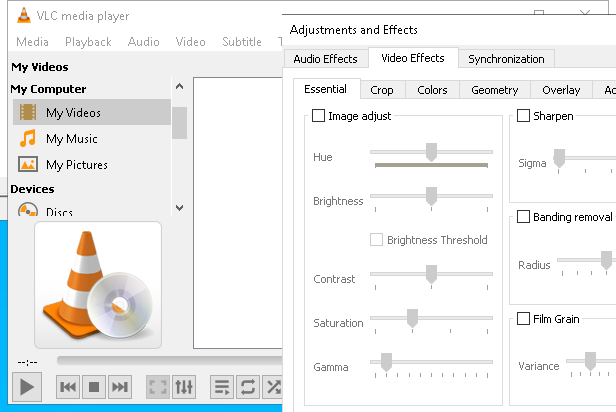 VLC media player
Media Playback Audio Video Subtitle
My Videos
My Computer
My Videos
My Music
My Pictures
Devices
Discs
--:--
Adjustments and Effects
Audio Effects Video Effects Synchronization
Essential Crop Colors Geometry Overlay
Image adjust
Hue
Brightness
Brightness Threshold
Contrast
Saturation
Gamma
Sharpen
Sigma
Banding removal
Radius
Film Grain
Variance